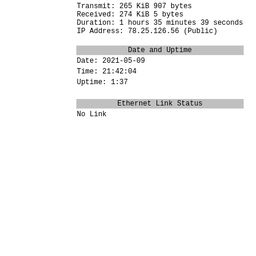 Transmit: 265 KiB 907 bytes
Received: 274 KiB 5 bytes
Duration: 1 hours 35 minutes 39 seconds
IP Address: 78.25.126.56 (Public)
Date and Uptime
Date: 2021-05-09
Time: 21:42:04
Uptime: 1:37
Ethernet Link Status
No Link